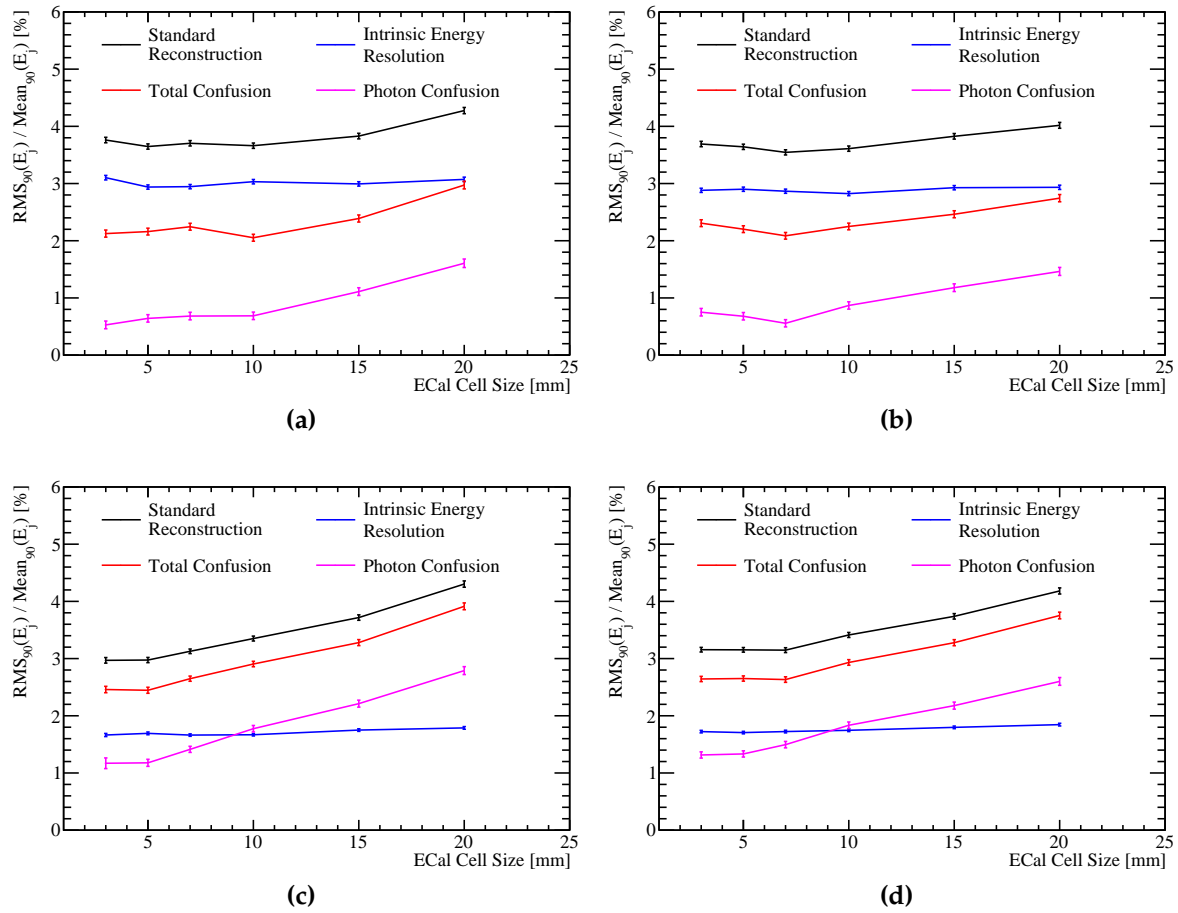 RMS90(Ej) / Mean90(Ej) [%]
6
5
4
3
2
1
0
Standard Reconstruction
Intrinsic Energy Resolution
Total Confusion
Photon Confusion
5 10 15 20 25
ECal Cell Size [mm]
(a)
RMS90(Ej) / Mean90(Ej) [%]
6
5
4
3
2
1
0
Standard Reconstruction
Intrinsic Energy Resolution
Total Confusion
Photon Confusion
5 10 15 20 25
ECal Cell Size [mm]
(b)
RMS90(Ej) / Mean90(Ej) [%]
6
5
4
3
2
1
0
Standard Reconstruction
Intrinsic Energy Resolution
Total Confusion
Photon Confusion
5 10 15 20 25
ECal Cell Size [mm]
(c)
RMS90(Ej) / Mean90(Ej) [%]
6
5
4
3
2
1
0
Standard Reconstruction
Intrinsic Energy Resolution
Total Confusion
Photon Confusion
5 10 15 20 25
ECal Cell Size [mm]
(d)